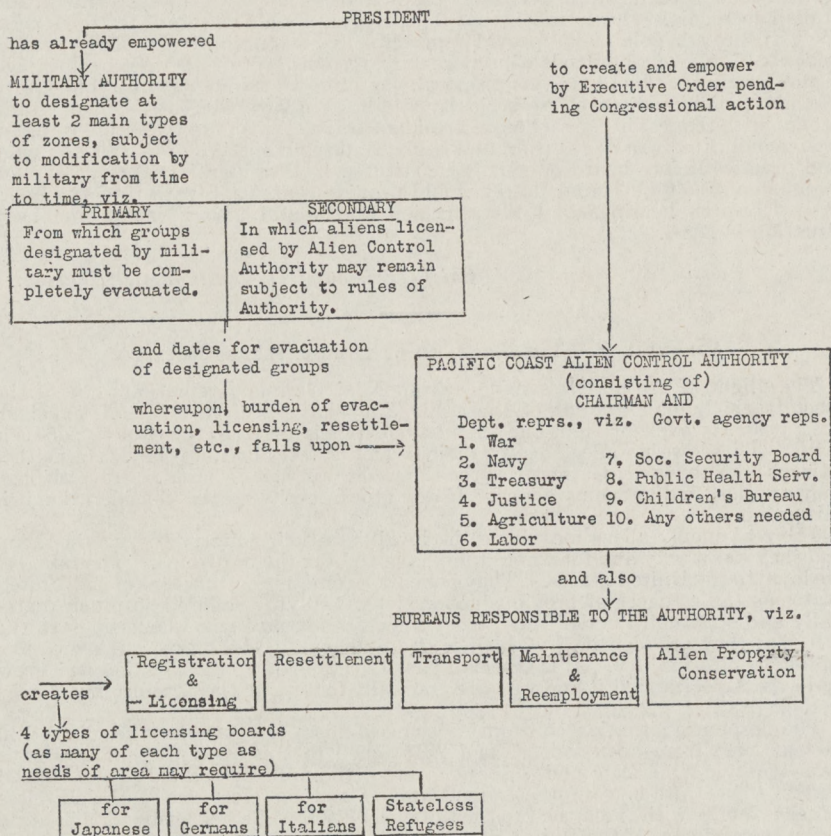 PRESIDENT
has already empowered
MILITARY AUTHORITY
to designate at
least 2 main types
of zones, subject
to modification by
military from time
to time, viz.
to create and empower
by Executive Order pend-
ing Congressional action
PRIMARY
From which groups
designated by mili-
tary must be com-
pletely evacuated.
SECONDARY
In which aliens licen-
sed by Alien Control
Authority may remain
subject to rules of
Authority.
and dates for evacuation
of designated groups
whereupon burden of evac-
uation, licensing, resettle-
ment, etc., falls upon
PACIFIC COAST ALIEN CONTROL AUTHORITY
(consisting of)
CHAIRMAN AND
Dept. reprs., viz. Govt. agency reps.
1. War
2. Navy 7. Soc. Security Board
3. Treasury 8. Public Health Serv.
4. Justice 9. Children's Bureau
5. Agriculture 10. Any others needed
6. Labor
and also
BUREAUS RESPONSIBLE TO THE AUTHORITY, viz.
Registration
&
Licensing
Resettlement
Transport
Maintenance
&
Reemployment
Alien Property
Conservation
creates
4 types of licensing boards
(as many of each type as
needs of area may require)
for
Japanese
for
Germans
for
Italians
Stateless
Refugees